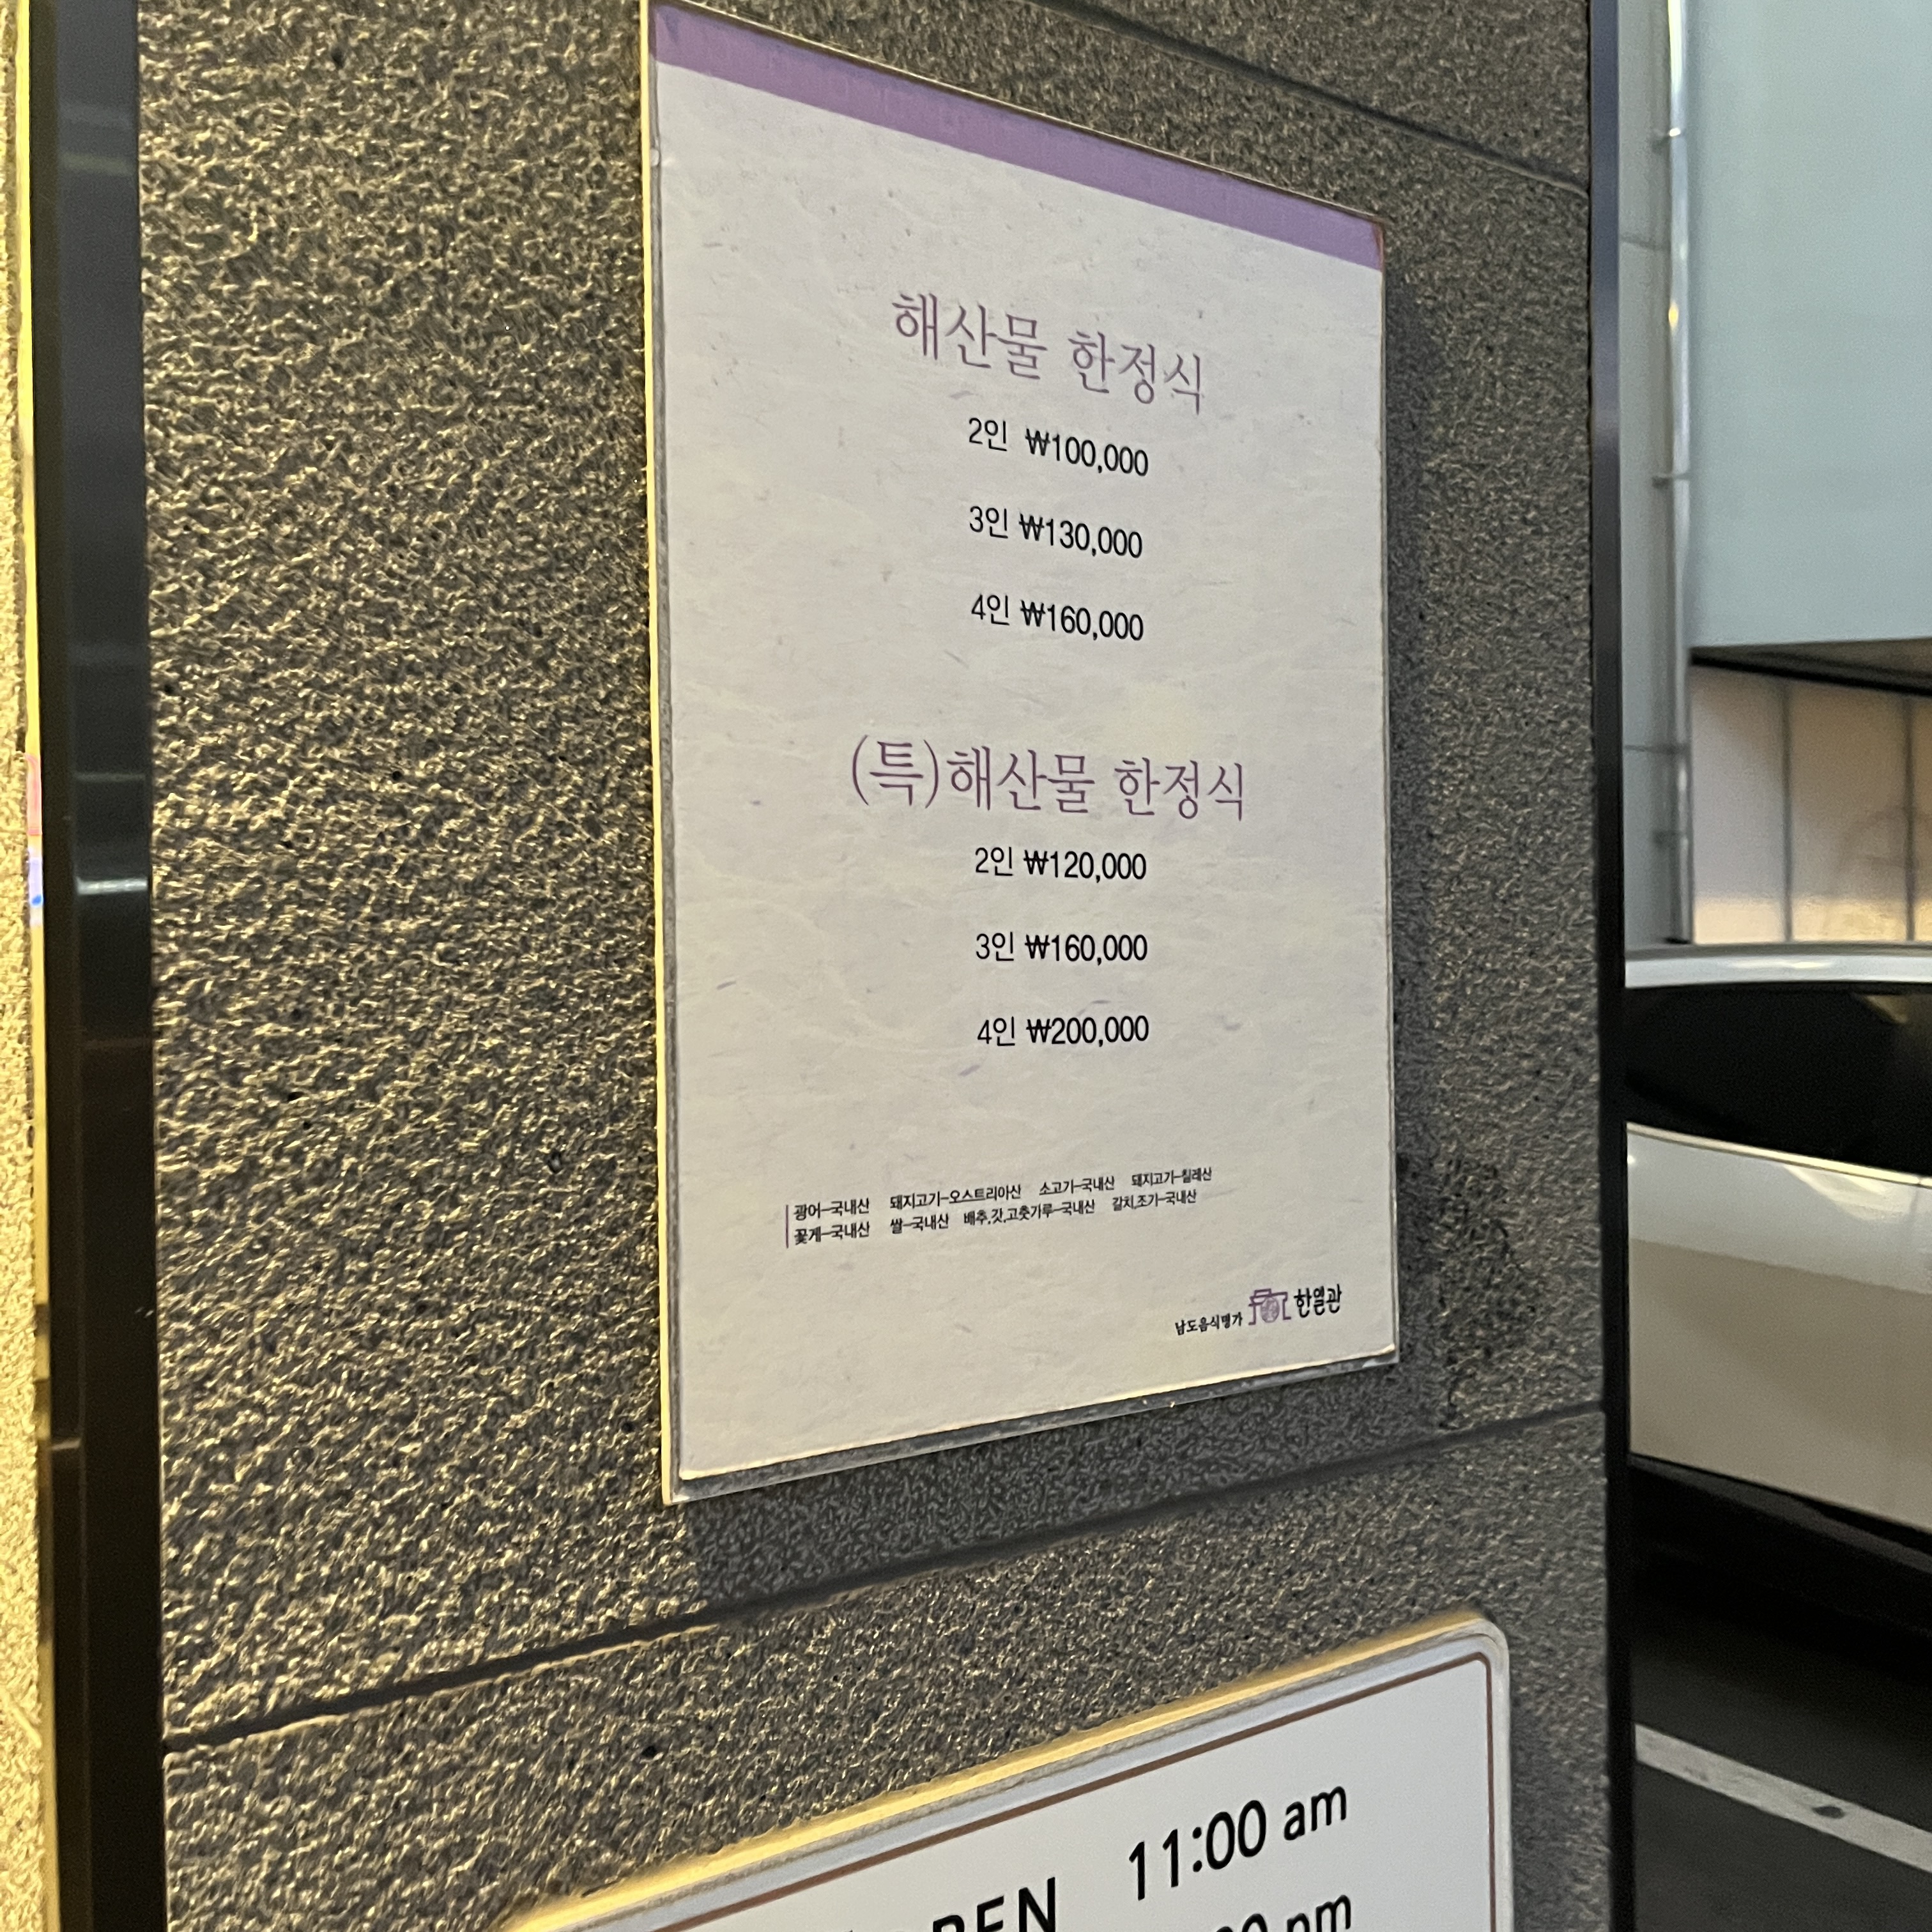 해산물 한정식
2인 ₩100,000
3인 ₩130,000
4인 ₩160,000
(특)해산물 한정식
2인 ₩120,000
3인 ₩160,000
4인 ₩200,000
광어-국내산 돼지고기-오스트리아산 소고기-국내산 돼지고기-칠레산
꽃게-국내산 쌀-국내산 배추,갓,고춧가루-국내산 갈치,조기-국내산
남도음식명가 한열관
11:00 am
pm